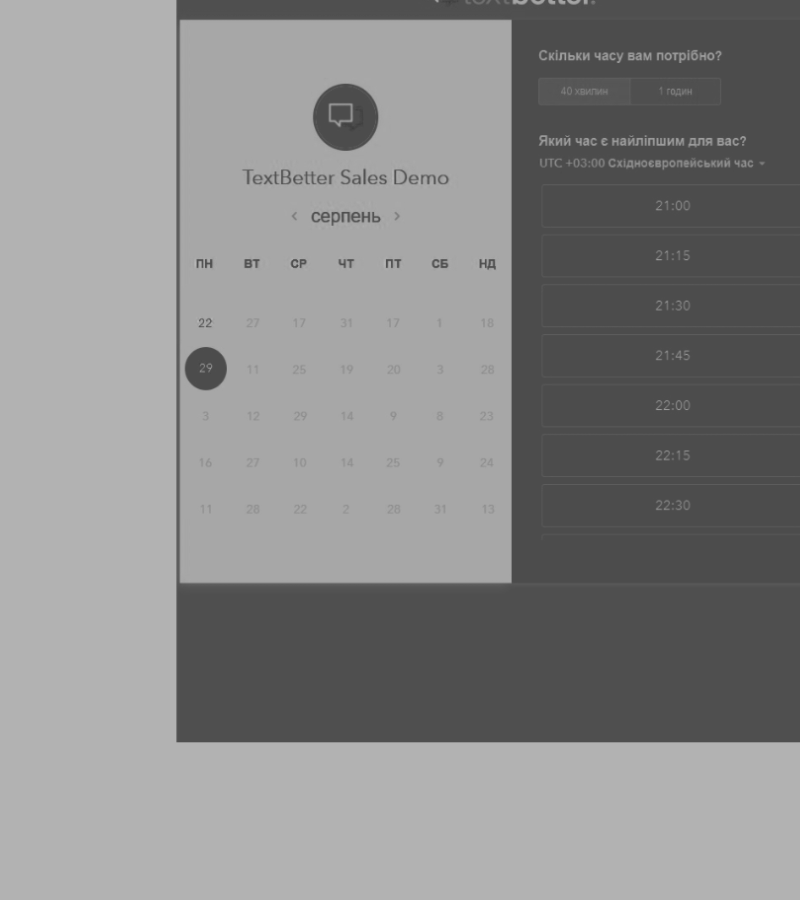 textbetter.
TextBetter Sales Demo
‹ серпень ›
ПН ВТ СР ЧТ ПТ СБ НД
22 27 17 31 17 1 18
29 11 25 19 20 3 28
3 12 29 14 9 8 23
16 27 10 14 25 9 24
11 28 22 2 28 31 13
Скільки часу вам потрібно?
40 хвилин 1 годин
Який час є найліпшим для вас?
UTC +03:00 Східноєвропейський час
21:00
21:15
21:30
21:45
22:00
22:15
22:30